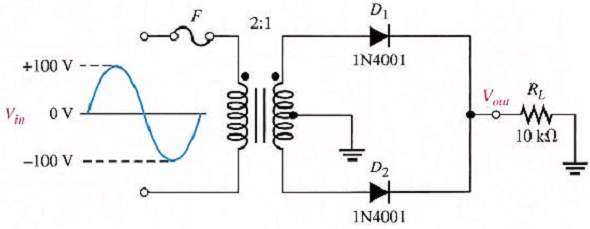 F
2:1
D1
1N4001
+100 V
Vin
0 V
-100 V
Vout
RL
10 kΩ
D2
1N4001